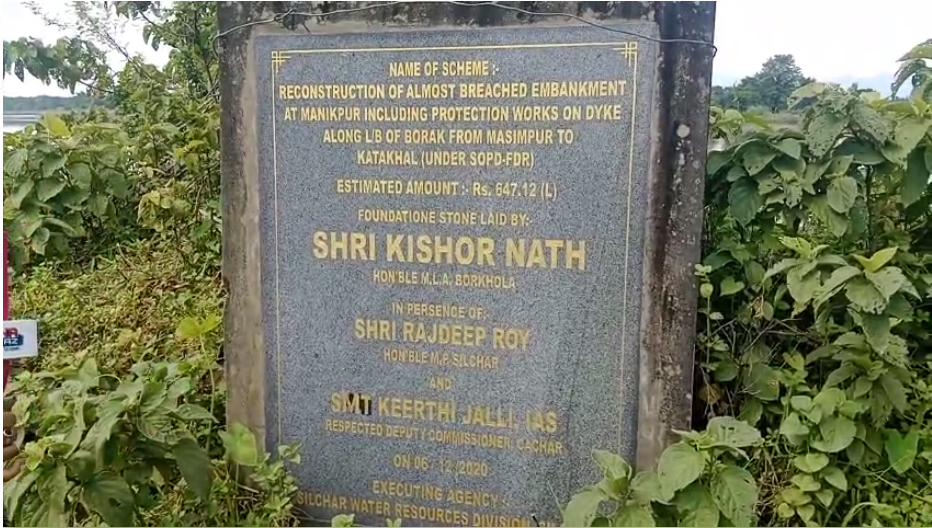 NAME OF SCHEME :-
RECONSTRUCTION OF ALMOST BREACHED EMBANKMENT
AT MANIKPUR INCLUDING PROTECTION WORKS ON DYKE
ALONG L/B OF BORAK FROM MASIMPUR TO
KATAKHAL (UNDER SOPD-FDR)
ESTIMATED AMOUNT :- Rs. 647.12 (L)
FOUNDATIONE STONE LAID BY:-
SHRI KISHOR NATH
HON'BLE M.L.A. BORKHOLA
IN PERSENCE OF:-
SHRI RAJDEEP ROY
HON'BLE M.P. SILCHAR
AND
SMT KEERTHI JALLI, IAS
RESPECTED DEPUTY COMMISSIONER, CACHAR
ON 06 / 12 /2020
EXECUTING AGENCY :-
SILCHAR WATER RESOURCES DIVISION